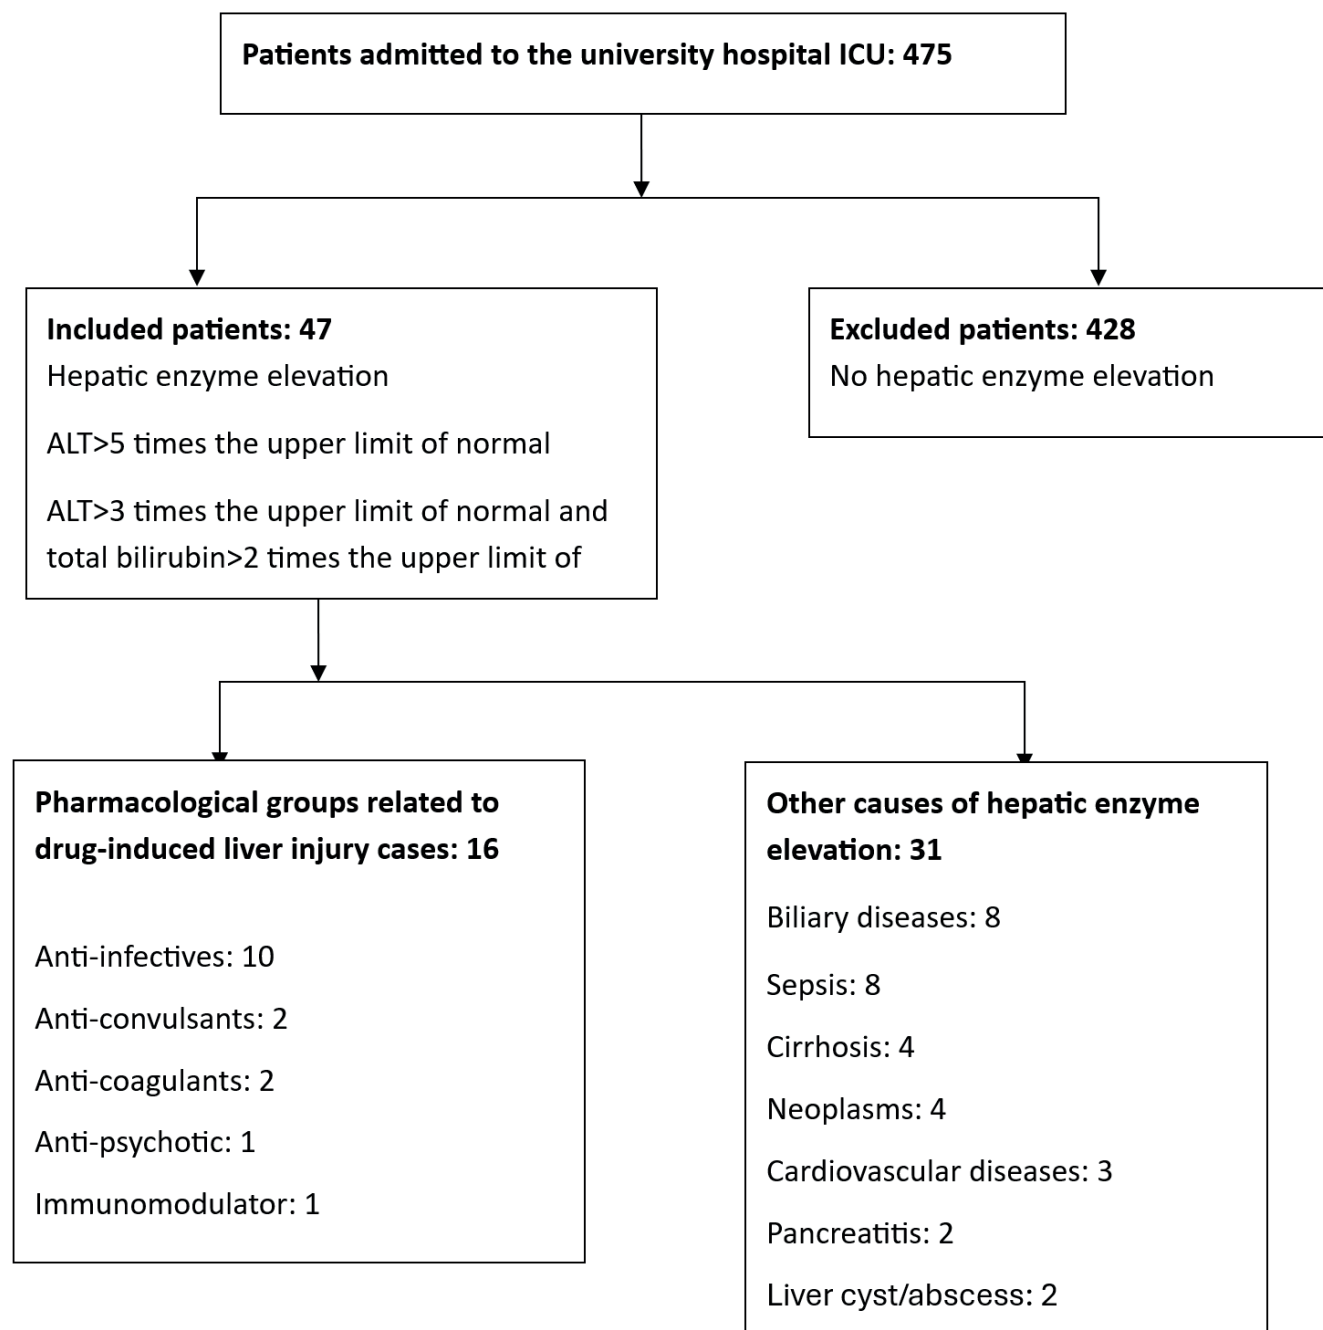 Patients admitted to the university hospital ICU: 475
Included patients: 47
Hepatic enzyme elevation
ALT>5 times the upper limit of normal
ALT>3 times the upper limit of normal and
total bilirubin>2 times the upper limit of
Excluded patients: 428
No hepatic enzyme elevation
Pharmacological groups related to
drug-induced liver injury cases: 16
Anti-infectives: 10
Anti-convulsants: 2
Anti-coagulants: 2
Anti-psychotic: 1
Immunomodulator: 1
Other causes of hepatic enzyme
elevation: 31
Biliary diseases: 8
Sepsis: 8
Cirrhosis: 4
Neoplasms: 4
Cardiovascular diseases: 3
Pancreatitis: 2
Liver cyst/abscess: 2